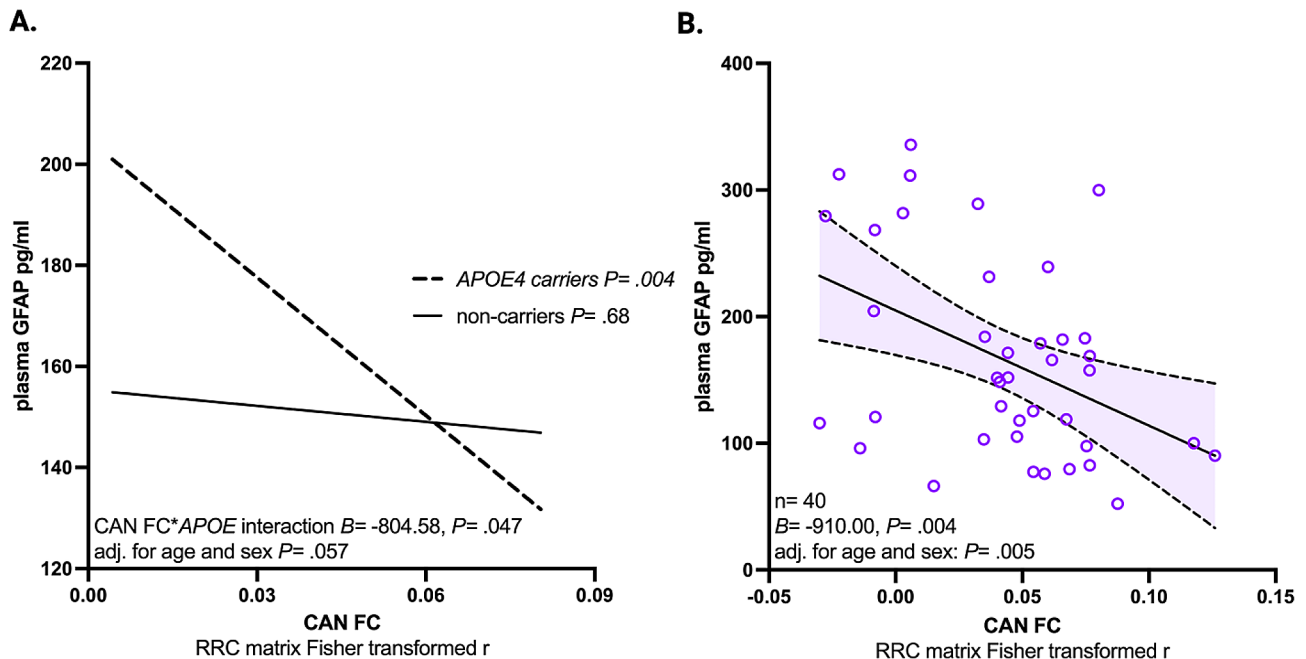 A.
220
200
180
160
140
120
plasma GFAP pg/ml
APOE4 carriers P= .004
non-carriers P= .68
CAN FC*APOE interaction B= -804.58, P= .047
adj. for age and sex P= .057
0.00
0.03
0.06
0.09
CAN FC
RRC matrix Fisher transformed r
B.
400
300
200
100
0
plasma GFAP pg/ml
n= 40
B= -910.00, P= .004
adj. for age and sex: P= .005
-0.05
0.00
0.05
0.10
0.15
CAN FC
RRC matrix Fisher transformed r